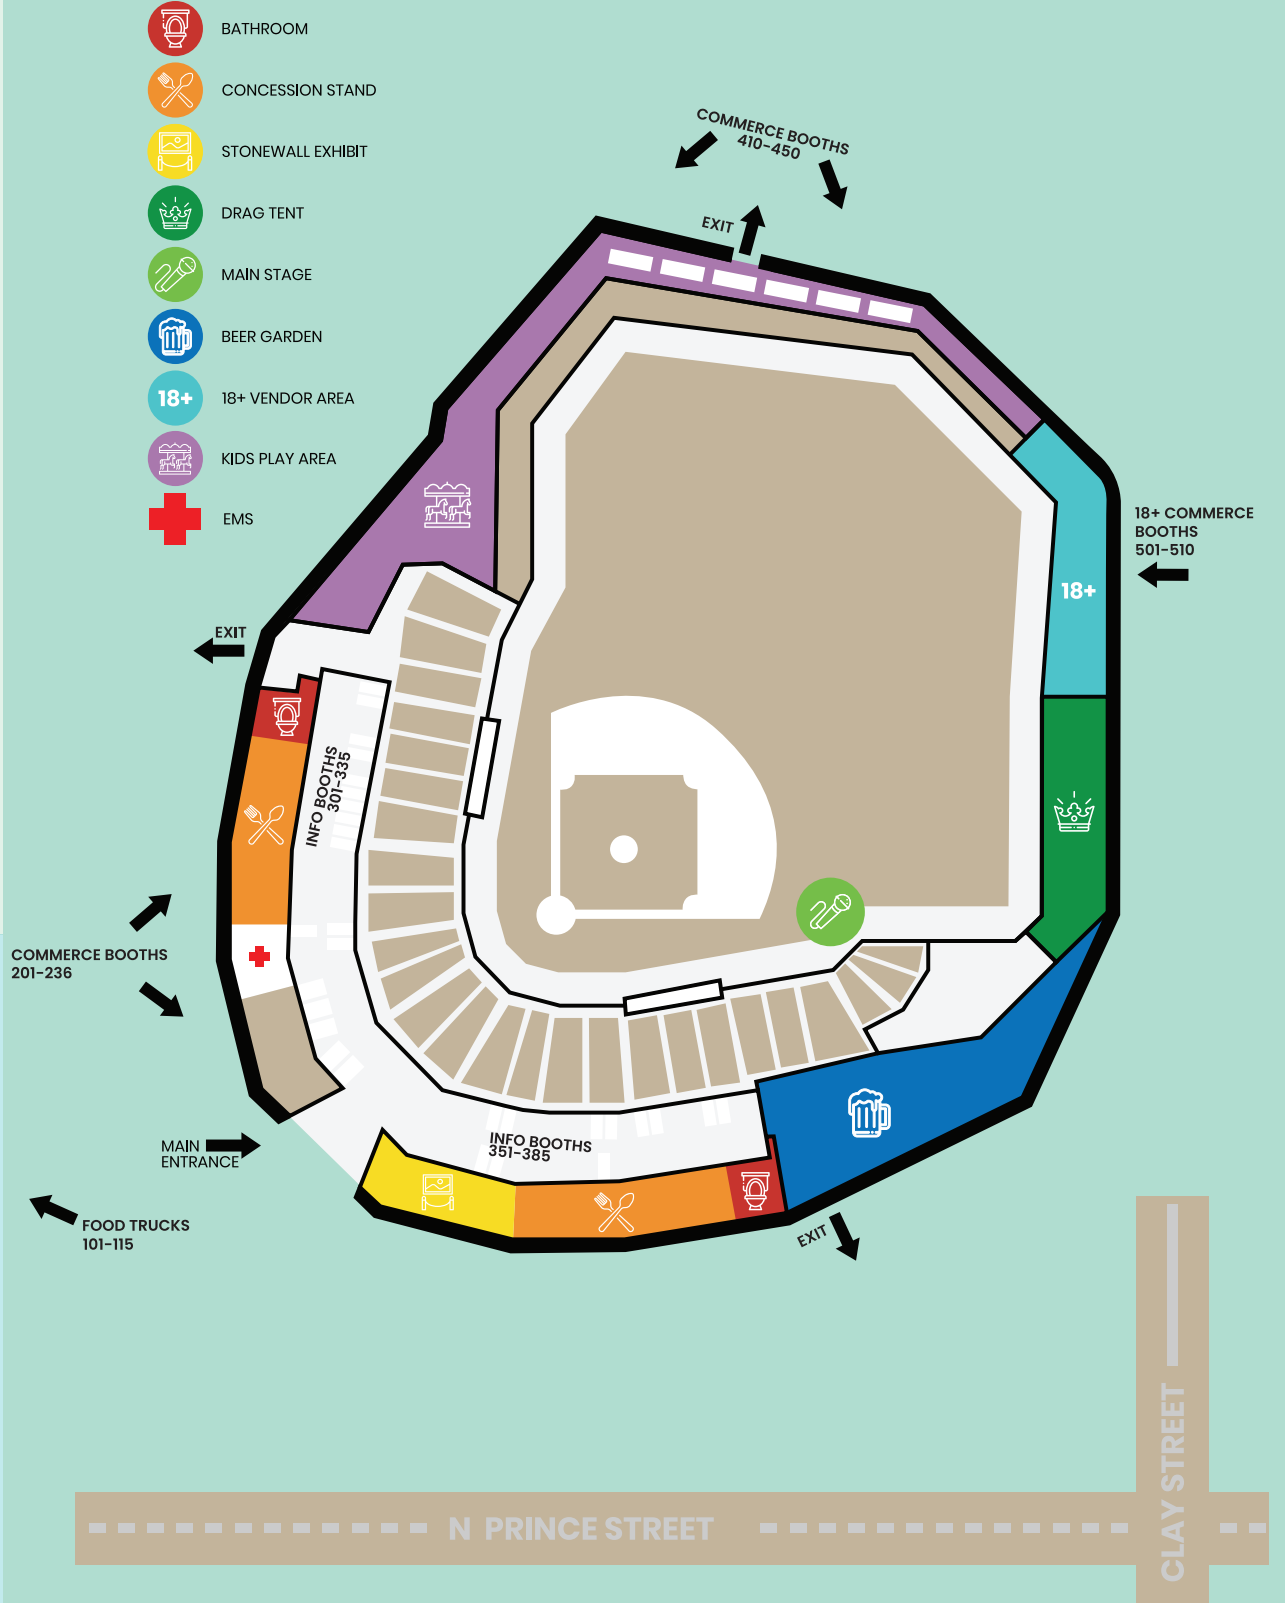 BATHROOM
CONCESSION STAND
STONEWALL EXHIBIT
DRAG TENT
MAIN STAGE
BEER GARDEN
18+
18+ VENDOR AREA
KIDS PLAY AREA
EMS
COMMERCE BOOTHS
410-450
EXIT
18+ COMMERCE
BOOTHS
501-510
18+
EXIT
INFO BOOTHS
301-335
COMMERCE BOOTHS
201-236
MAIN
ENTRANCE
INFO BOOTHS
351-385
FOOD TRUCKS
101-115
EXIT
N PRINCE STREET
CLAY STREET